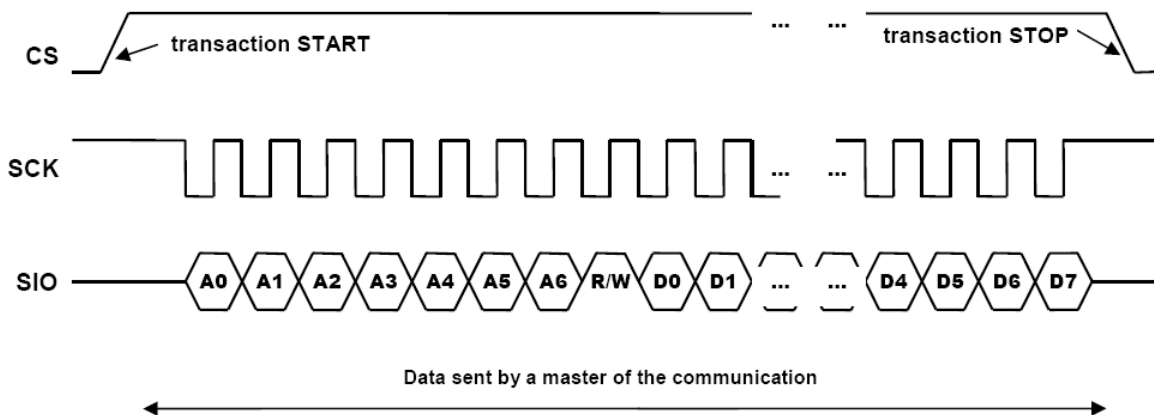 ... ...
transaction START
transaction STOP
CS
SCK
... ...
SIO
A0 A1 A2 A3 A4 A5 A6 R/W D0 D1 ... ... D4 D5 D6 D7
Data sent by a master of the communication